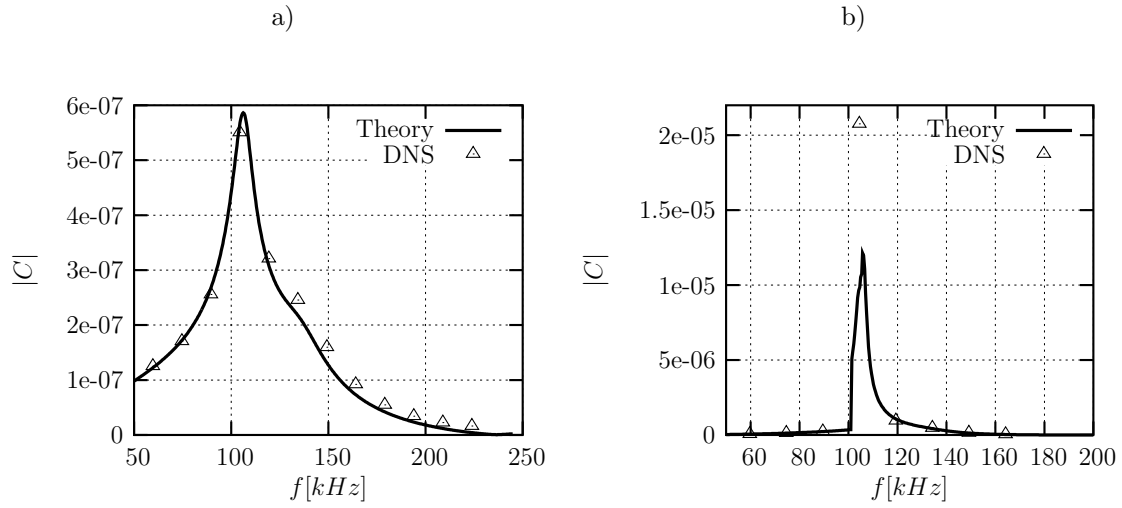 a)
6e-07
5e-07
4e-07
3e-07
2e-07
1e-07
0
|C|
50
100
150
200
250
f[kHz]
Theory
DNS
b)
2e-05
1.5e-05
1e-05
5e-06
0
|C|
60
80
100
120
140
160
180
200
f[kHz]
Theory
DNS